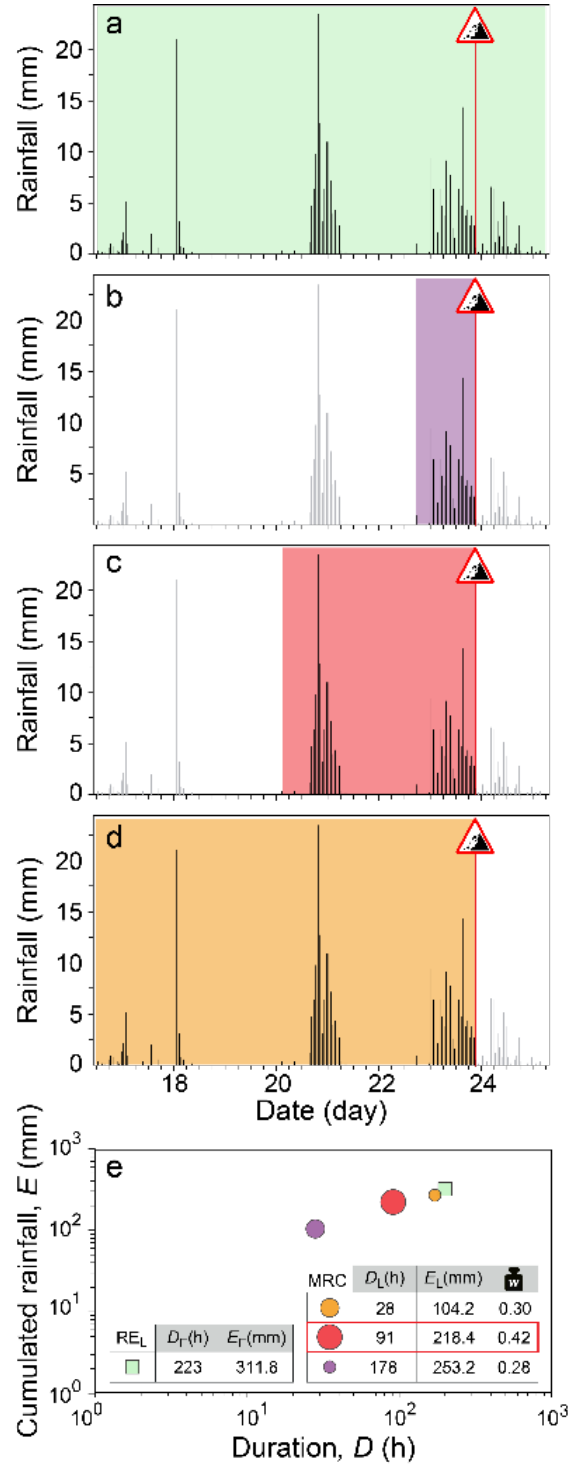 a
Rainfall (mm)
20
15
10
5
0
b
Rainfall (mm)
20
15
10
5
c
Rainfall (mm)
20
15
10
5
0
d
Rainfall (mm)
20
15
10
5
0
18 20 22 24
Date (day)
e
Cumulated rainfall, E (mm)
10³
10²
10¹
10⁰
MRC D_L(h) E_L(mm) w
28 104.2 0.30
RE_L D_Γ(h) E_Γ(mm) 91 218.4 0.42
223 311.8 178 253.2 0.28
10⁰ 10¹ 10² 10³
Duration, D (h)